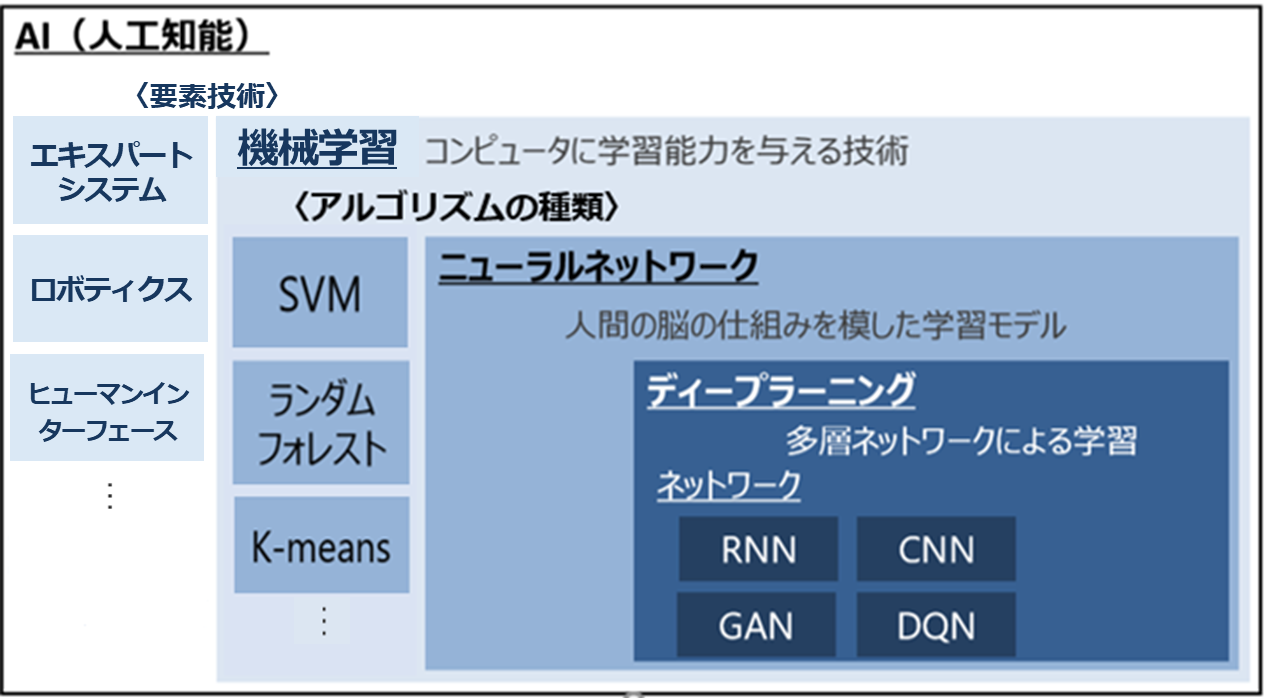 AI（人工知能）
〈要素技術〉
エキスパート
システム
ロボティクス
ヒューマンイン
ターフェース
⋮
機械学習 コンピュータに学習能力を与える技術
〈アルゴリズムの種類〉
SVM
ランダム
フォレスト
K-means
⋮
ニューラルネットワーク
人間の脳の仕組みを模した学習モデル
ディープラーニング
多層ネットワークによる学習
ネットワーク
RNN CNN
GAN DQN